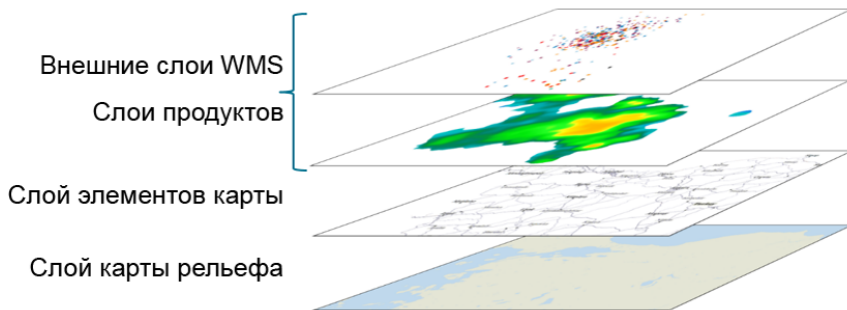 Внешние слои WMS
Слои продуктов
Слой элементов карты
Слой карты рельефа